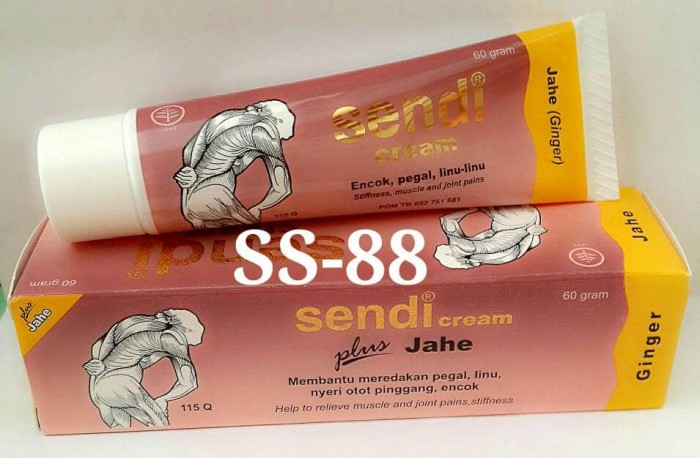 60 gram
Jahe (Ginger)
JAMU
sendi®
cream
Encok, pegal, linu-linu
Stiffness, muscle and joint pains
POM TR 052 751 681
115 Q
SS-88
sendi
60 gram
Jahe
plus
Jahe
60 gram
sendi® cream
plus Jahe
Membantu meredakan pegal, linu,
nyeri otot pinggang, encok
Help to relieve muscle and joint pains,stiffness
115 Q
Ginger